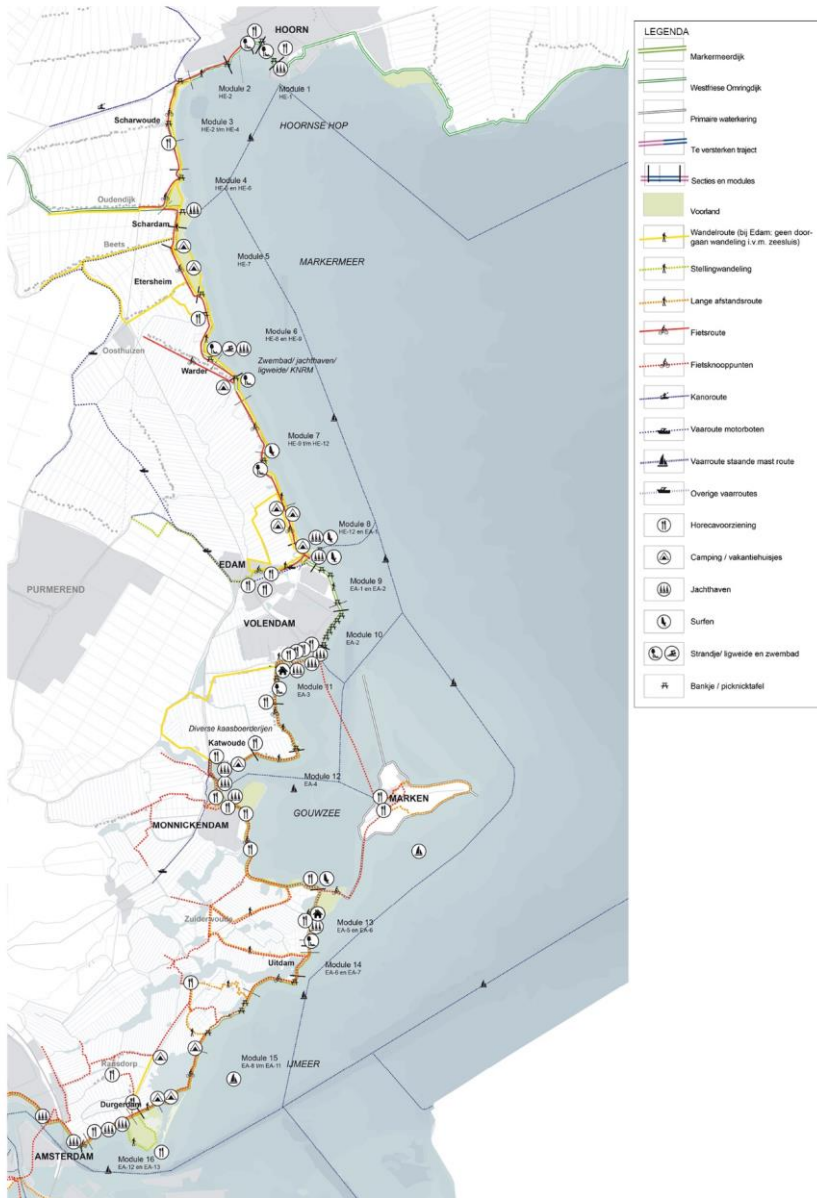 HOORN
Module 1
HE-1
Module 2
HE-2
HOORNSE HOP
Module 3
HE-2 t/m HE-4
Scharwoude
Module 4
HE-5 en HE-6
Oudendijk
Schardam
Beets
Module 5
HE-7
MARKERMEER
Etersheim
Module 6
HE-8 en HE-9
Oosthuizen
Zwembad/ jachthaven/
ligweide/ KNRM
Warder
Module 7
HE-9 t/m HE-12
Module 8
HE-12 en EA-1
EDAM
Module 9
EA-1 en EA-2
PURMEREND
VOLENDAM
Module 10
EA-2
Module 11
EA-3
Diverse kaasboerderijen
Katwoude
Module 12
EA-4
MARKEN
GOUWZEE
MONNICKENDAM
Zuiderwoude
Module 13
EA-5 en EA-6
Uitdam
Module 14
EA-6 en EA-7
Module 15
EA-8 t/m EA-11
IJMEER
Ransdorp
Durgerdam
AMSTERDAM
Module 16
EA-12 en EA-13
LEGENDA
Markermeerdijk
Westfriese Omringdijk
Primaire waterkering
Te versterken traject
Secties en modules
Voorland
Wandelroute (bij Edam: geen door-
gaan wandeling i.v.m. zeesluis)
Stellingwandeling
Lange afstandsroute
Fietsroute
Fietsknooppunten
Kanoroute
Vaaroute motorboten
Vaarroute staande mast route
Overige vaarroutes
Horecavoorziening
Camping / vakantiehuisjes
Jachthaven
Surfen
Strandje/ ligweide en zwembad
Bankje / picknicktafel